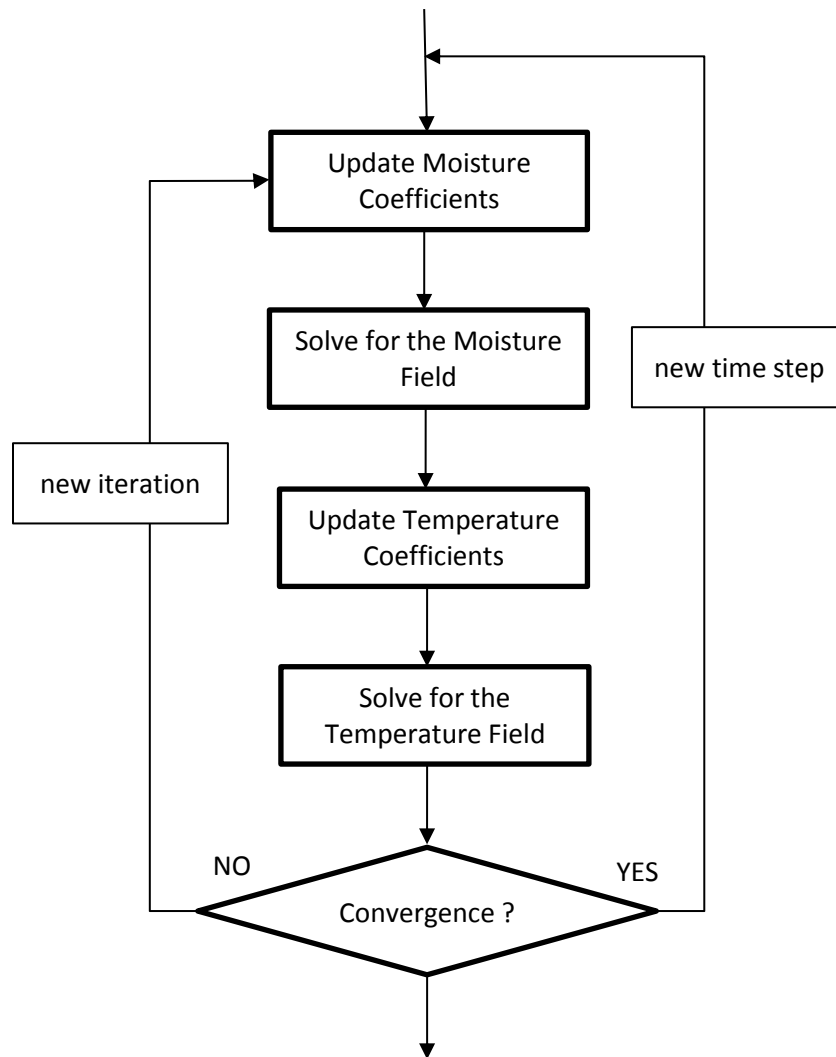 Update Moisture
Coefficients
Solve for the Moisture
Field
new time step
new iteration
Update Temperature
Coefficients
Solve for the
Temperature Field
NO
YES
Convergence ?